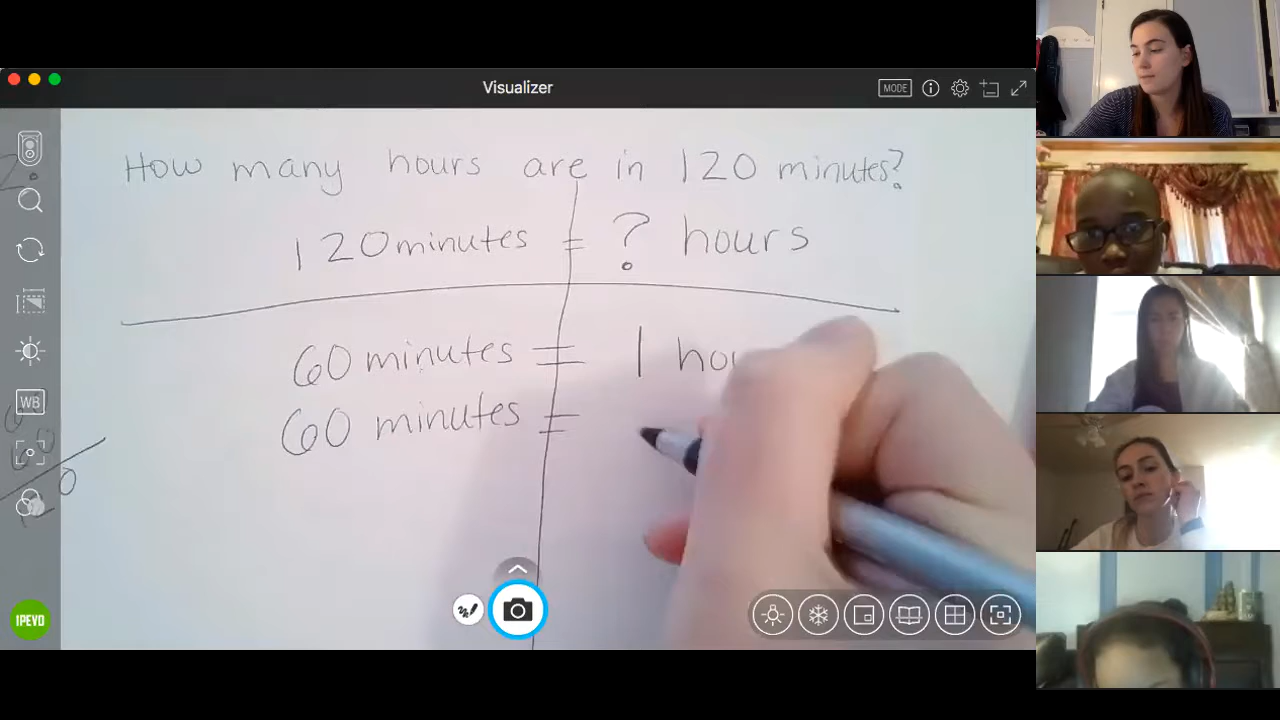 Visualizer
MODE
How many hours are in 120 minutes?
120 minutes = ? hours
60 minutes = 1 hou
60 minutes =
WB
IPEVO